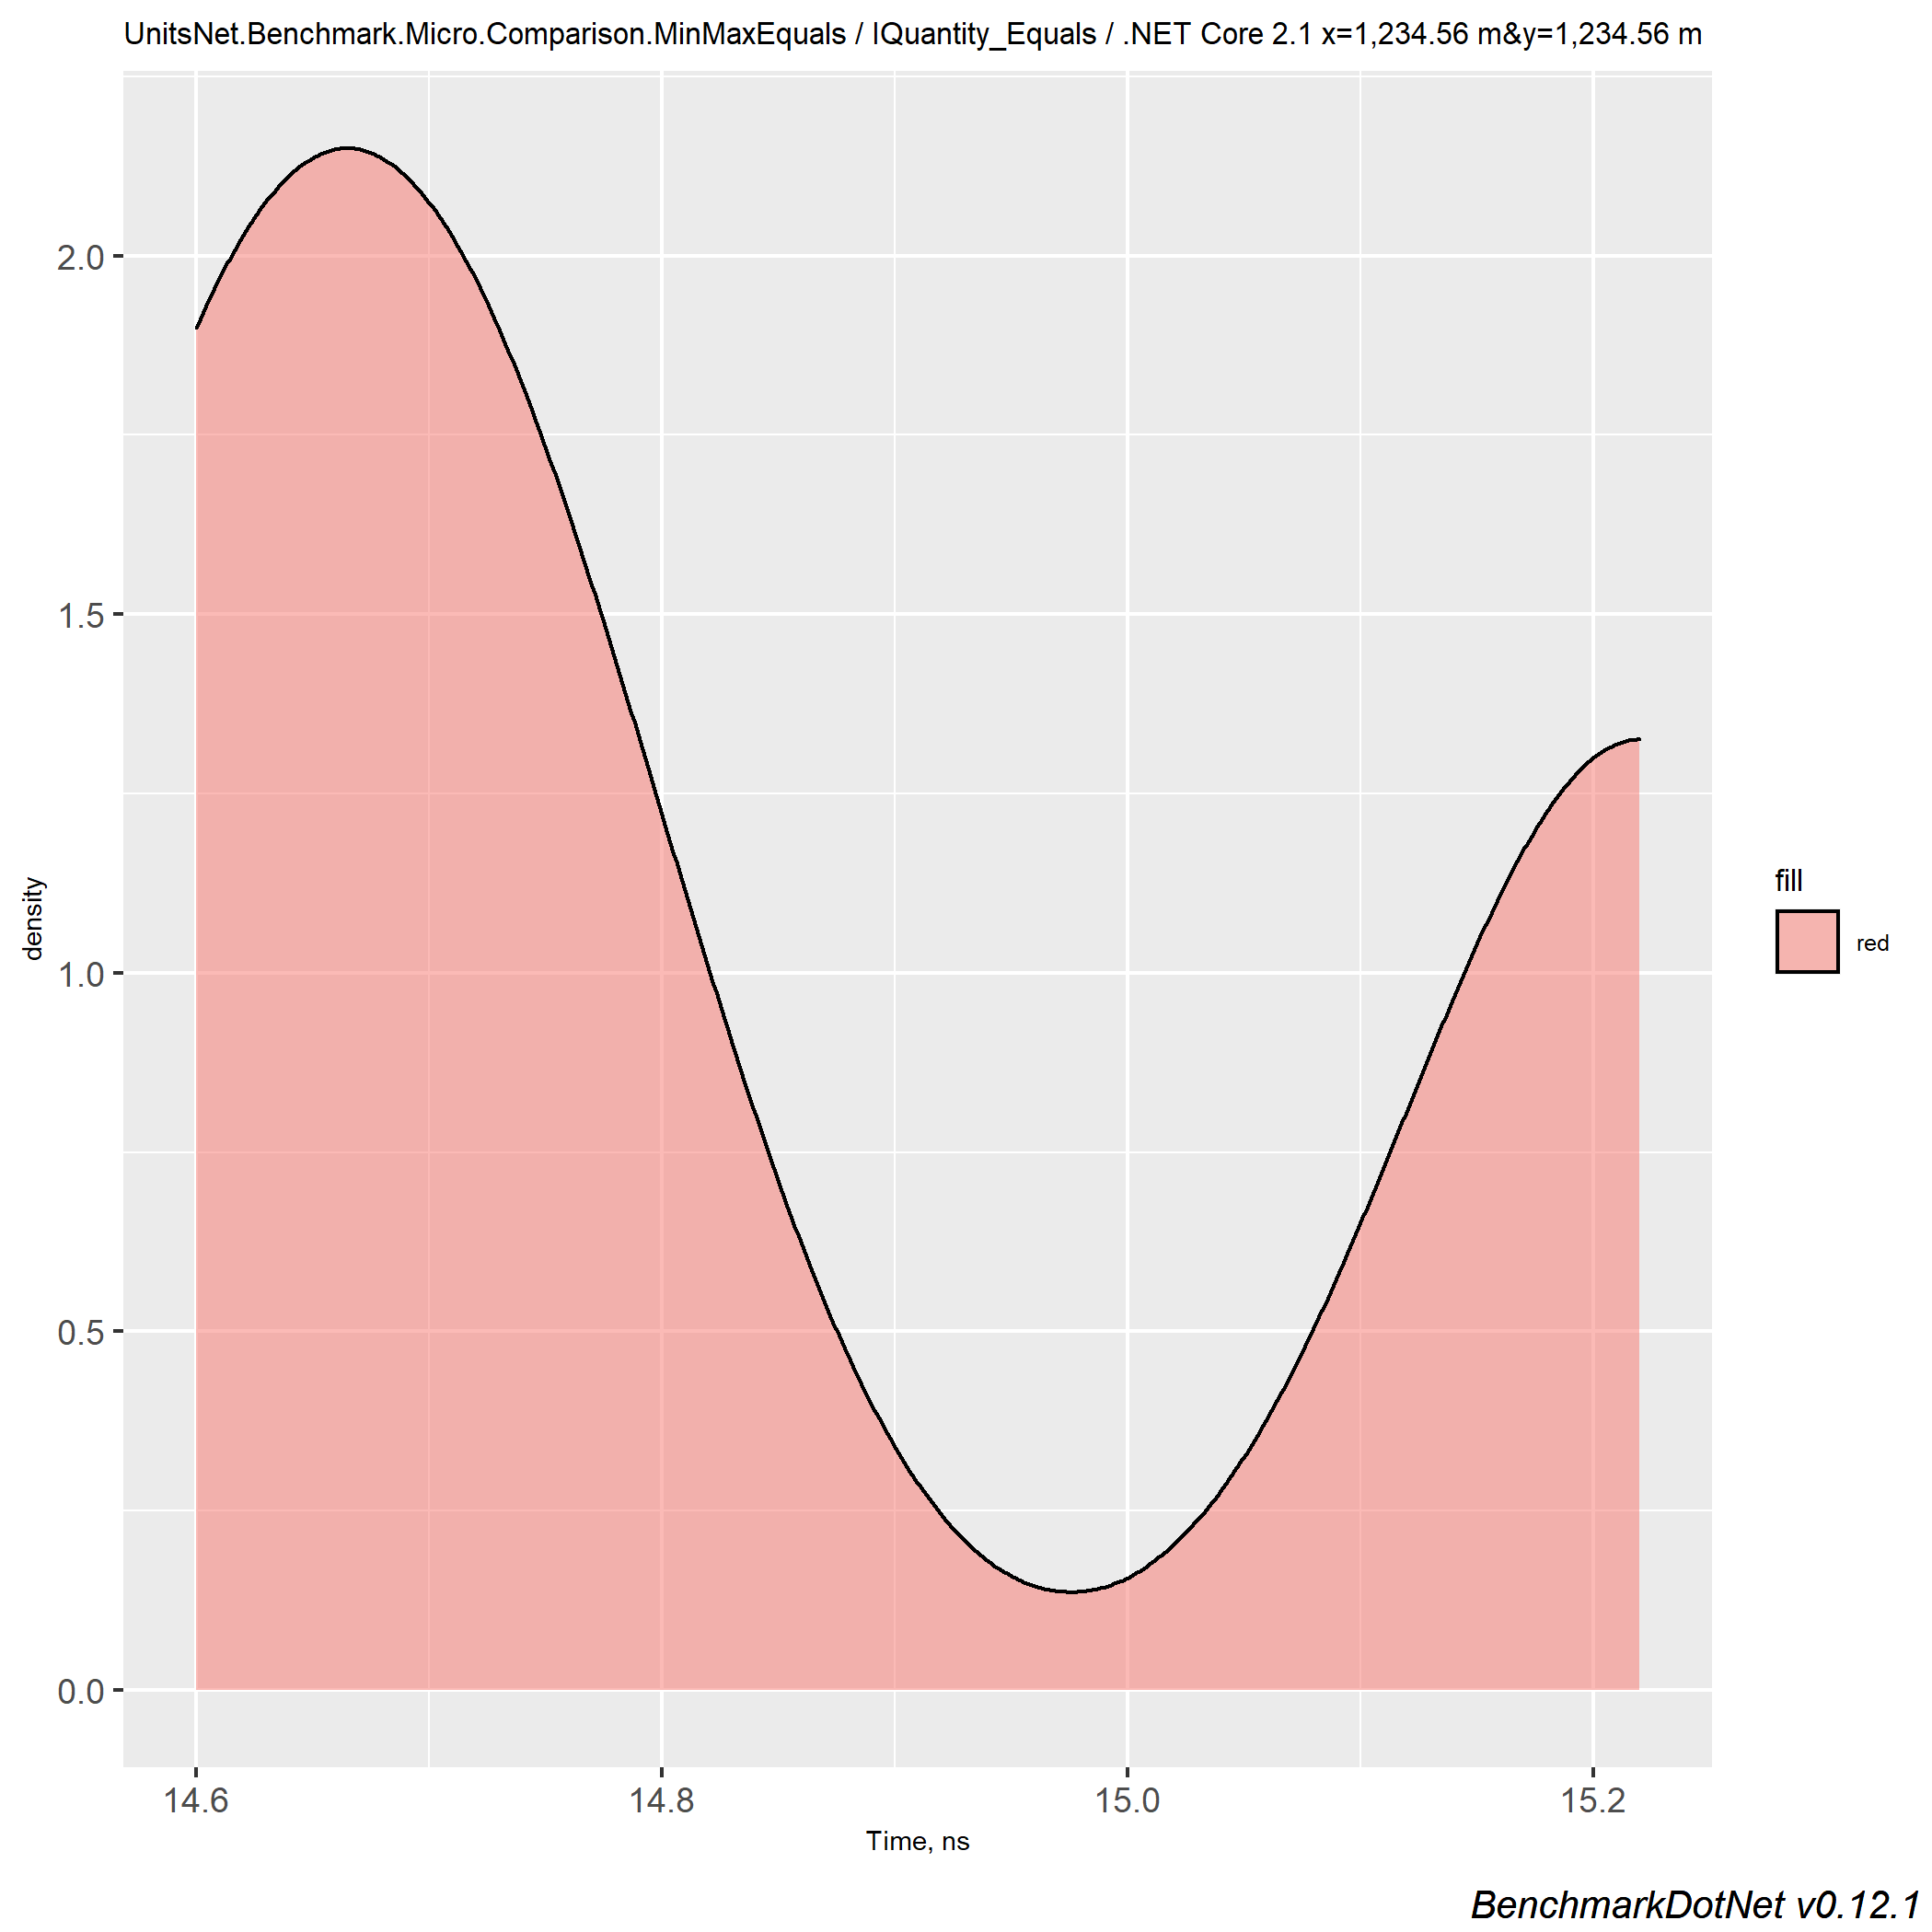 UnitsNet.Benchmark.Micro.Comparison.MinMaxEquals / IQuantity_Equals / .NET Core 2.1 x=1,234.56 m&y=1,234.56 m
2.0
1.5
1.0
0.5
0.0
density
14.6 14.8 15.0 15.2
Time, ns
fill
red
BenchmarkDotNet v0.12.1